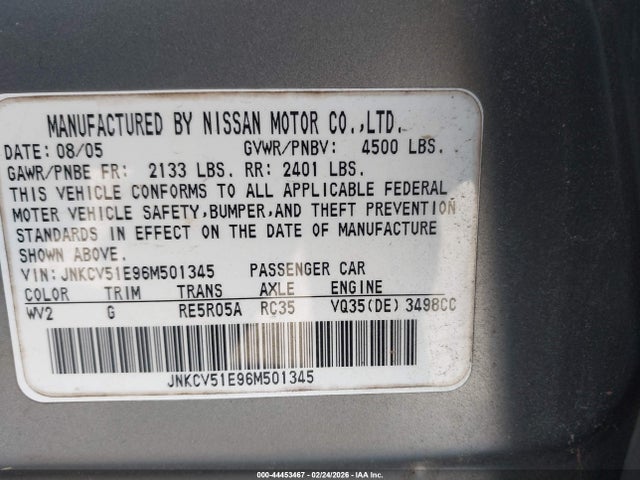 MANUFACTURED BY NISSAN MOTOR CO.,LTD.
DATE: 08/05 GVWR/PNBV: 4500 LBS.
GAWR/PNBE FR: 2133 LBS. RR: 2401 LBS.
THIS VEHICLE CONFORMS TO ALL APPLICABLE FEDERAL
MOTER VEHICLE SAFETY,BUMPER,AND THEFT PREVENTION
STANDARDS IN EFFECT ON THE DATE OF MANUFACTURE
SHOWN ABOVE.
VIN:JNKCV51E96M501345 PASSENGER CAR
COLOR TRIM TRANS AXLE ENGINE
WV2 G RE5R05A RC35 VQ35(DE) 3498CC
JNKCV51E96M501345
000-44453467 - 02/24/2026 - IAA Inc.